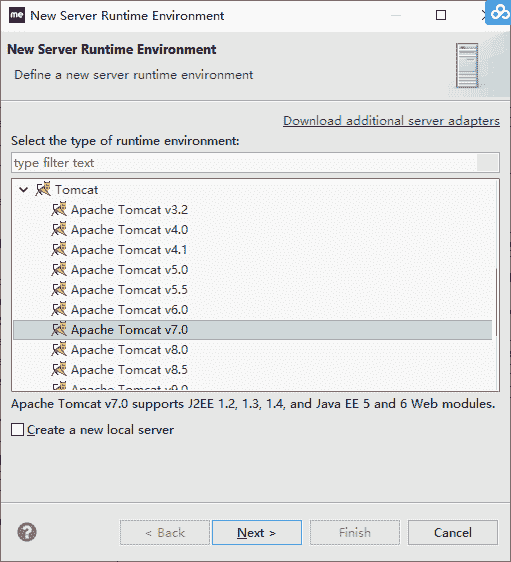 me New Server Runtime Environment
New Server Runtime Environment
Define a new server runtime environment
Download additional server adapters
Select the type of runtime environment:
type filter text
Tomcat
Apache Tomcat v3.2
Apache Tomcat v4.0
Apache Tomcat v4.1
Apache Tomcat v5.0
Apache Tomcat v5.5
Apache Tomcat v6.0
Apache Tomcat v7.0
Apache Tomcat v8.0
Apache Tomcat v8.5
Apache Tomcat v9.0
Apache Tomcat v7.0 supports J2EE 1.2, 1.3, 1.4, and Java EE 5 and 6 Web modules.
Create a new local server
? < Back Next > Finish Cancel